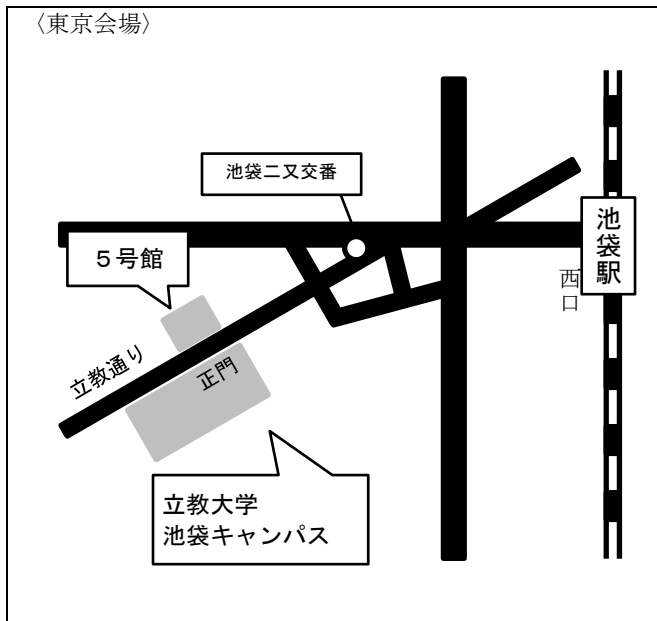 〈東京会場〉
池袋二又交番
５号館
池袋駅
西口
立教通り
正門
立教大学
池袋キャンパス